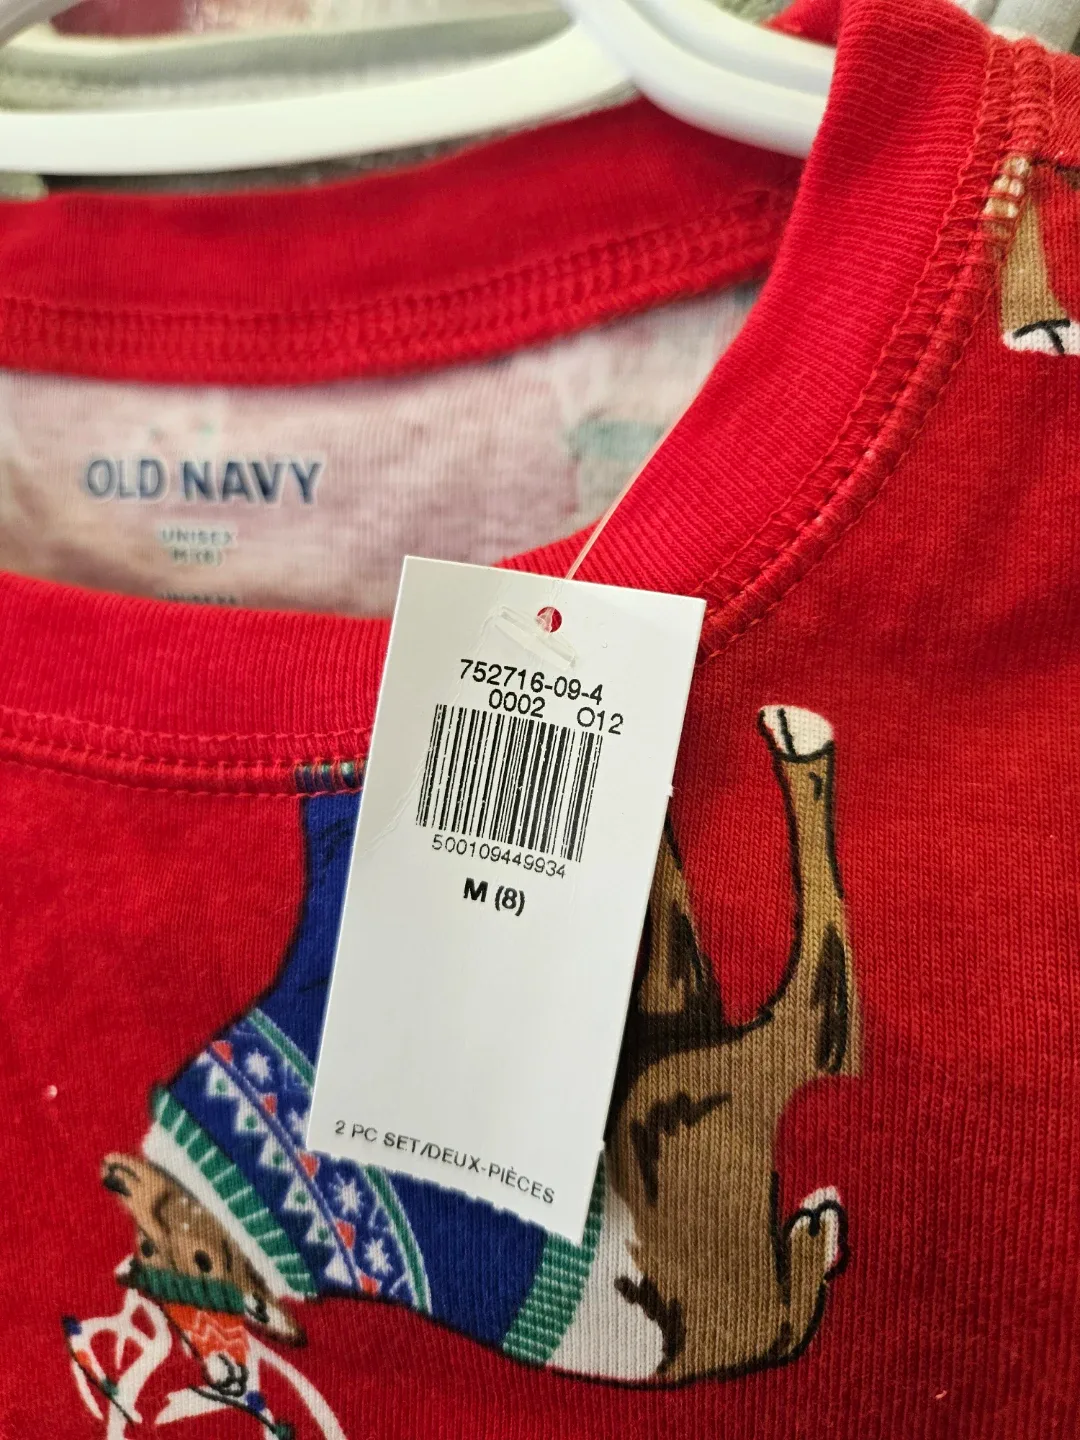 OLD NAVY
UNISEX
M (8)
752716-09-4
0002 O12
500109449934
M (8)
2 PC SET/DEUX-PIÈCES